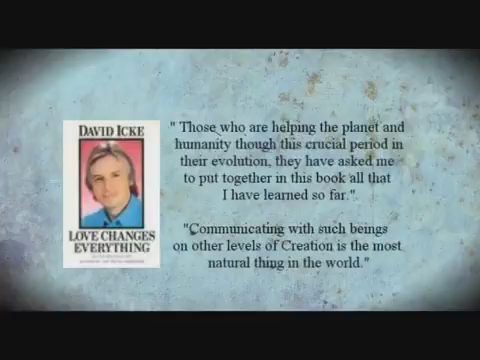 DAVID ICKE
LOVE CHANGES
EVERYTHING
" Those who are helping the planet and
humanity though this crucial period in
their evolution, they have asked me
to put together in this book all that
I have learned so far."
"Communicating with such beings
on other levels of Creation is the most
natural thing in the world."